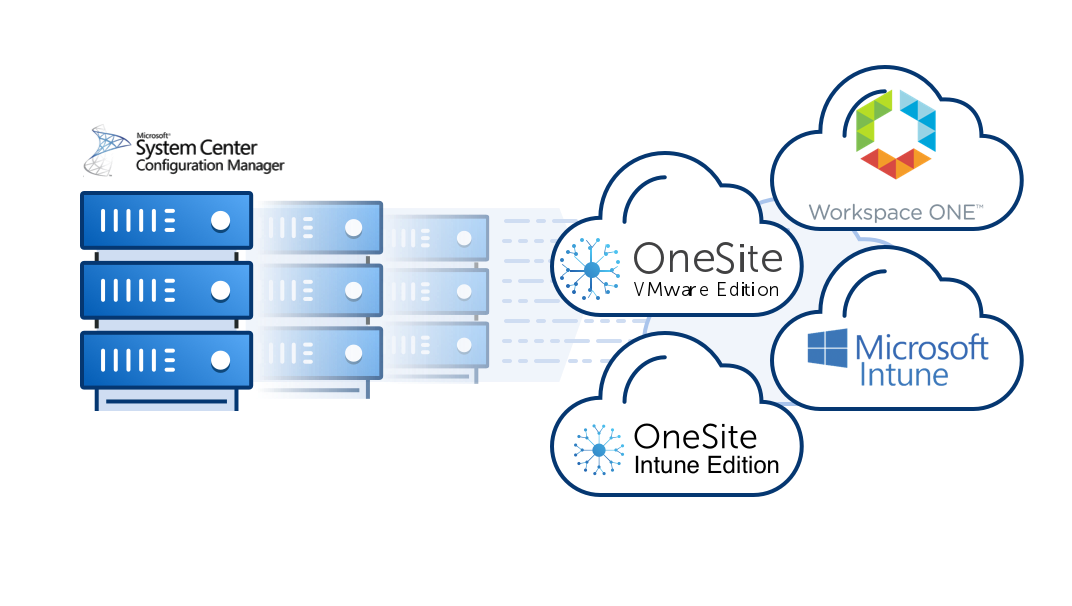 Microsoft®
System Center
Configuration Manager
OneSite
VMware Edition
Workspace ONE™
OneSite
Intune Edition
Microsoft
Intune